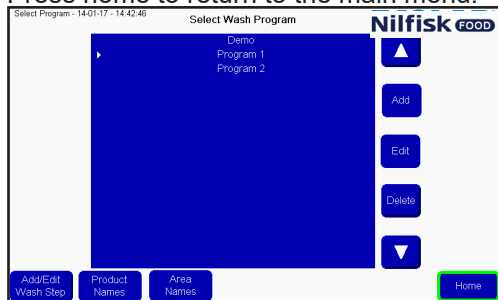 Press home to return to the main menu.
Select Program - 14-01-17 - 14:42:46
Select Wash Program
Nilfisk FOOD
Demo
Program 1
Program 2
Add
Edit
Delete
Add/Edit
Wash Step
Product
Names
Area
Names
Home